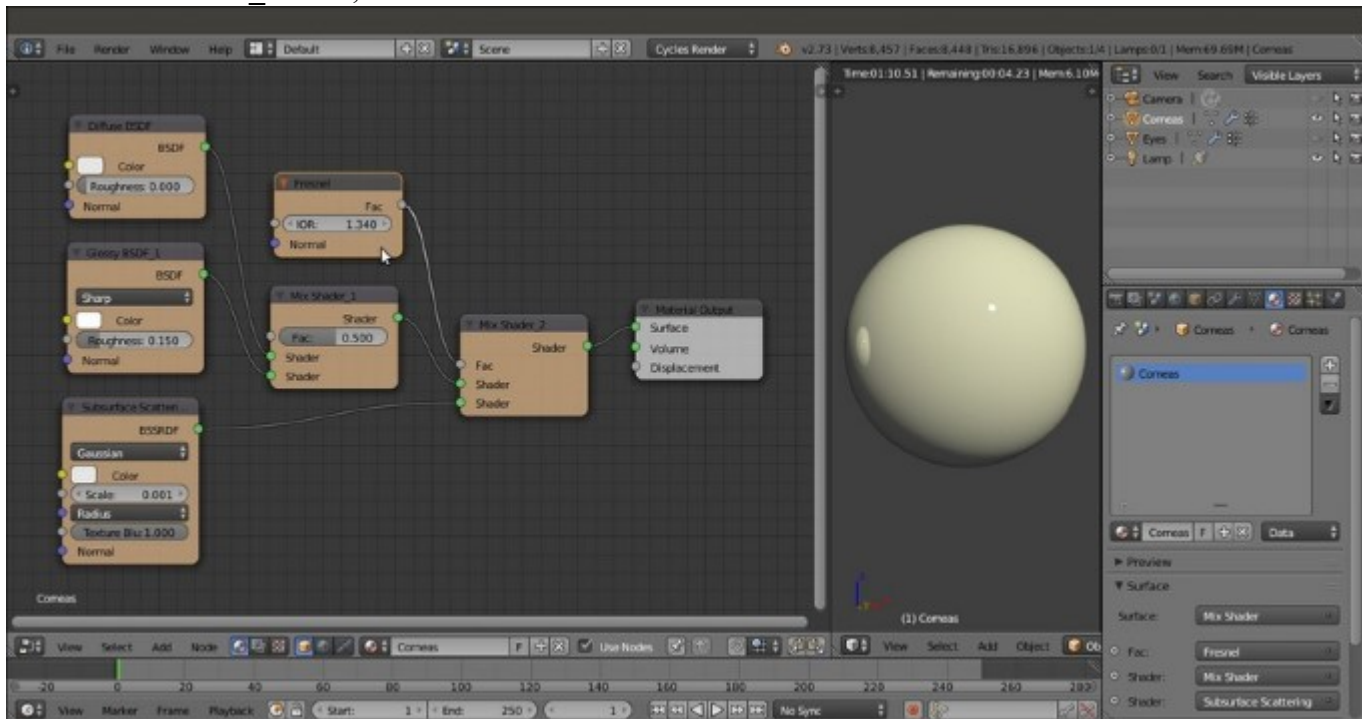 File Render Window Help Default Scene Cycles Render v2.73 | Verts:8,457 | Faces:8,448 | Tris:16,896 | Objects:1/4 | Lamps:0/1 | Mem:69.69M | Corneas
Time:01:10.51 | Remaining:00:04.23 | Mem:6.10M
View Search Visible Layers
Camera
Corneas
Eyes
Lamp
Diffuse BSDF
BSDF
Color
Roughness: 0.000
Normal
Fresnel
Fac
IOR: 1.340
Normal
Glossy BSDF_1
BSDF
Sharp
Color
Roughness: 0.150
Normal
Mix Shader_1
Shader
Fac: 0.500
Shader
Shader
Mix Shader_2
Shader
Fac
Shader
Shader
Material Output
Surface
Volume
Displacement
Subsurface Scatteri
BSSRDF
Gaussian
Color
Scale: 0.001
Radius
Texture Blu: 1.000
Normal
Corneas
(1) Corneas
Corneas Corneas
Corneas
Corneas F Data
Preview
Surface
Surface: Mix Shader
Fac: Fresnel
Shader: Mix Shader
Shader: Subsurface Scattering
View Select Add Node Corneas F Use Nodes
View Select Add Object Ob
-20 0 20 40 60 80 100 120 140 160 180 200 220 240 260 280
View Marker Frame Playback Start: 1 End: 250 1 No Sync